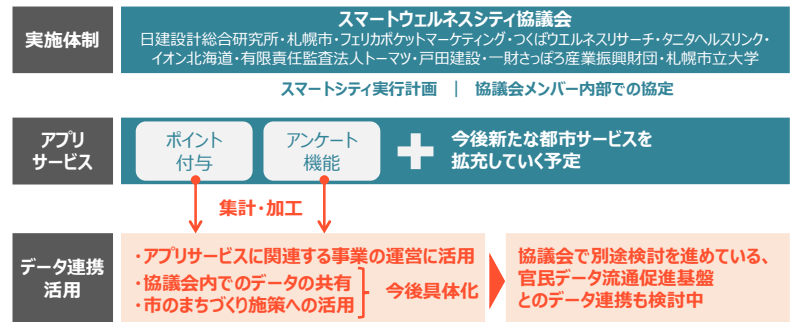 実施体制
スマートウェルネスシティ協議会
日建設計総合研究所・札幌市・フェリカポケットマーケティング・つくばウエルネスリサーチ・タニタヘルスリンク・
イオン北海道・有限責任監査法人トーマツ・戸田建設・一財さっぽろ産業振興財団・札幌市立大学
スマートシティ実行計画 | 協議会メンバー内部での協定
アプリ
サービス
ポイント
付与
アンケート
機能
今後新たな都市サービスを
拡充していく予定
集計・加工
データ連携
活用
・アプリサービスに関連する事業の運営に活用
・協議会内でのデータの共有
・市のまちづくり施策への活用
今後具体化
協議会で別途検討を進めている、
官民データ流通促進基盤
とのデータ連携も検討中